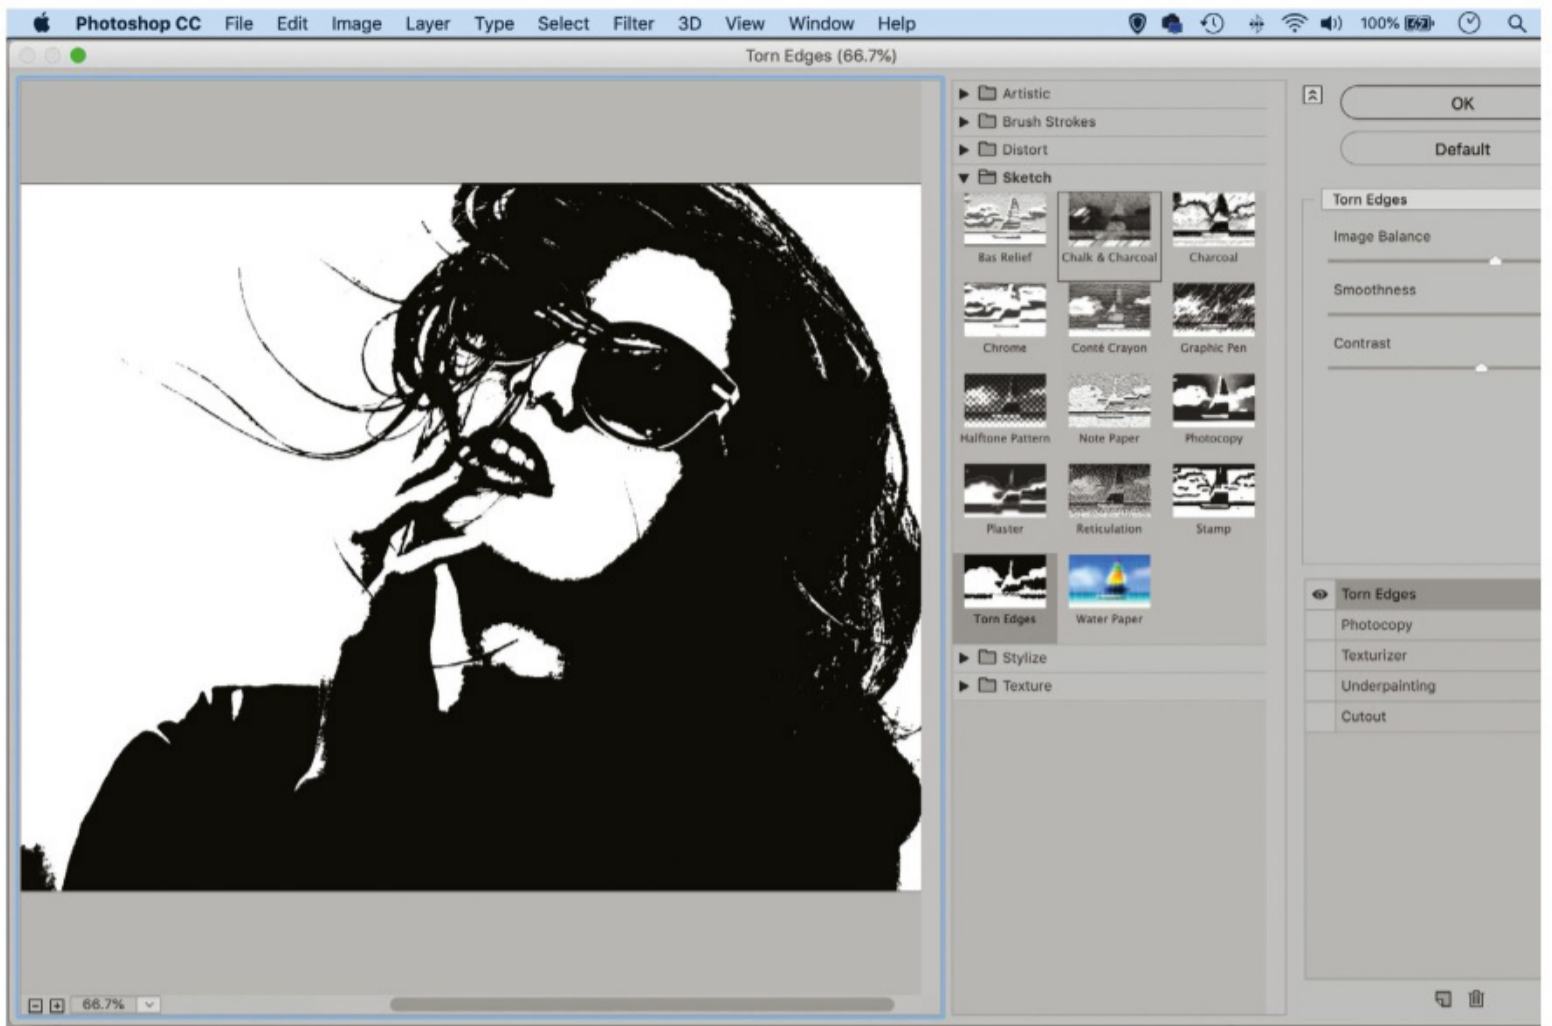 Photoshop CC File Edit Image Layer Type Select Filter 3D View Window Help 100%
Torn Edges (66.7%)
Artistic
Brush Strokes
Distort
Sketch
Bas Relief Chalk & Charcoal Charcoal
Chrome Conté Crayon Graphic Pen
Halftone Pattern Note Paper Photocopy
Plaster Reticulation Stamp
Torn Edges Water Paper
Stylize
Texture
OK
Default
Torn Edges
Image Balance
Smoothness
Contrast
Torn Edges
Photocopy
Texturizer
Underpainting
Cutout
66.7%